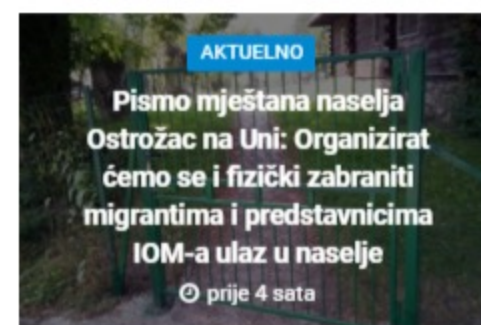 AKTUELNO
Pismo mještana naselja
Ostrožac na Uni: Organizirat
ćemo se i fizički zabraniti
migrantima i predstavnicima
IOM-a ulaz u naselje
prije 4 sata